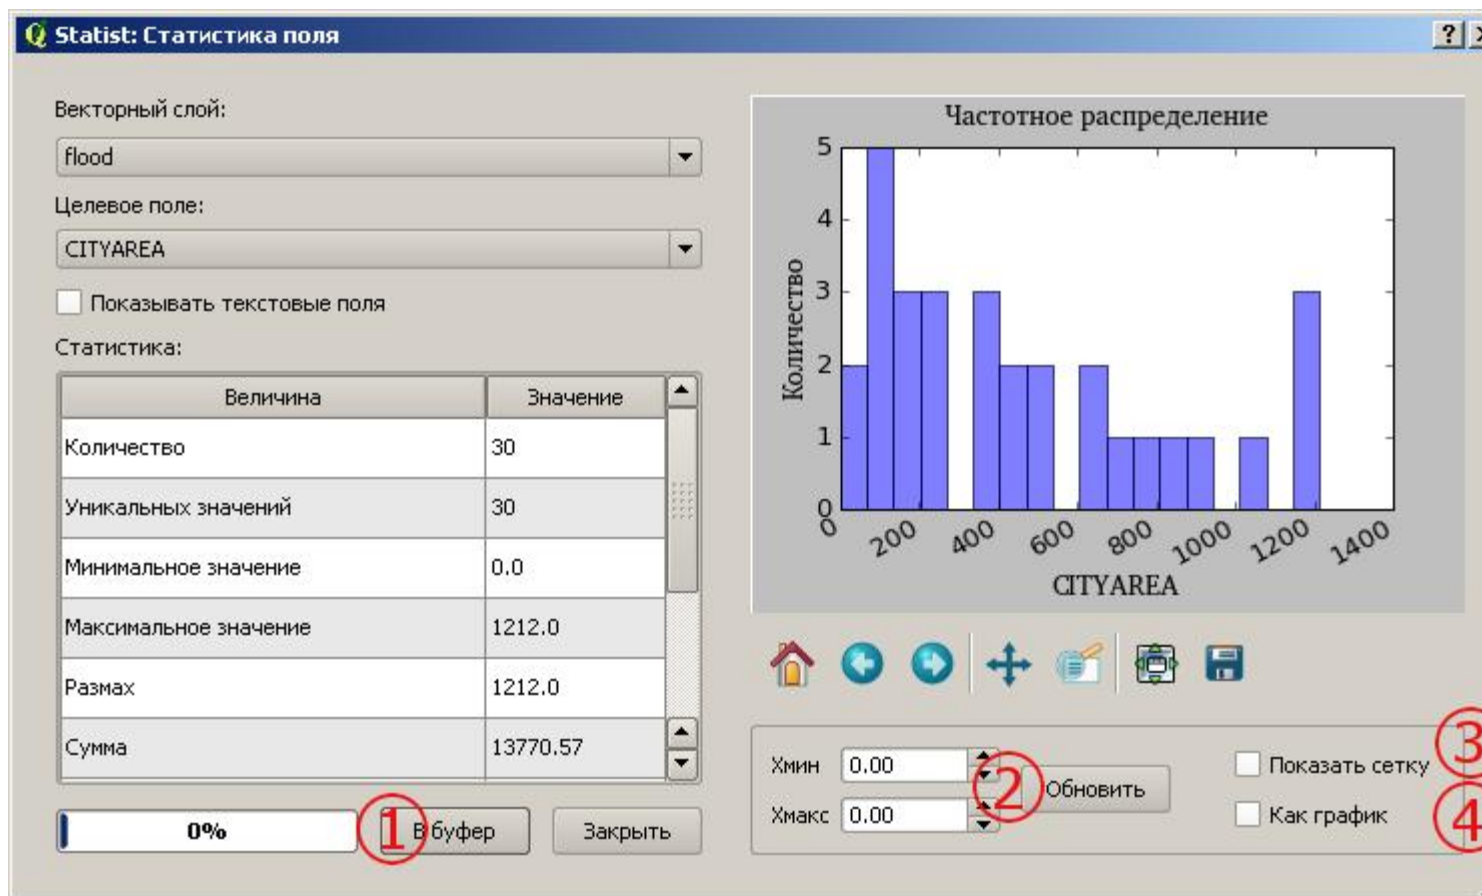 Statist: Статистика поля
?
Векторный слой:
flood
Целевое поле:
CITYAREA
Показывать текстовые поля
Статистика:
Величина Значение
Количество 30
Уникальных значений 30
Минимальное значение 0.0
Максимальное значение 1212.0
Размах 1212.0
Сумма 13770.57
0%
1
В буфер
Закрыть
Частотное распределение
Количество
5
4
3
2
1
0
0 200 400 600 800 1000 1200 1400
CITYAREA
Xмин 0.00
Xмакс 0.00
2
Обновить
Показать сетку
3
Как график
4